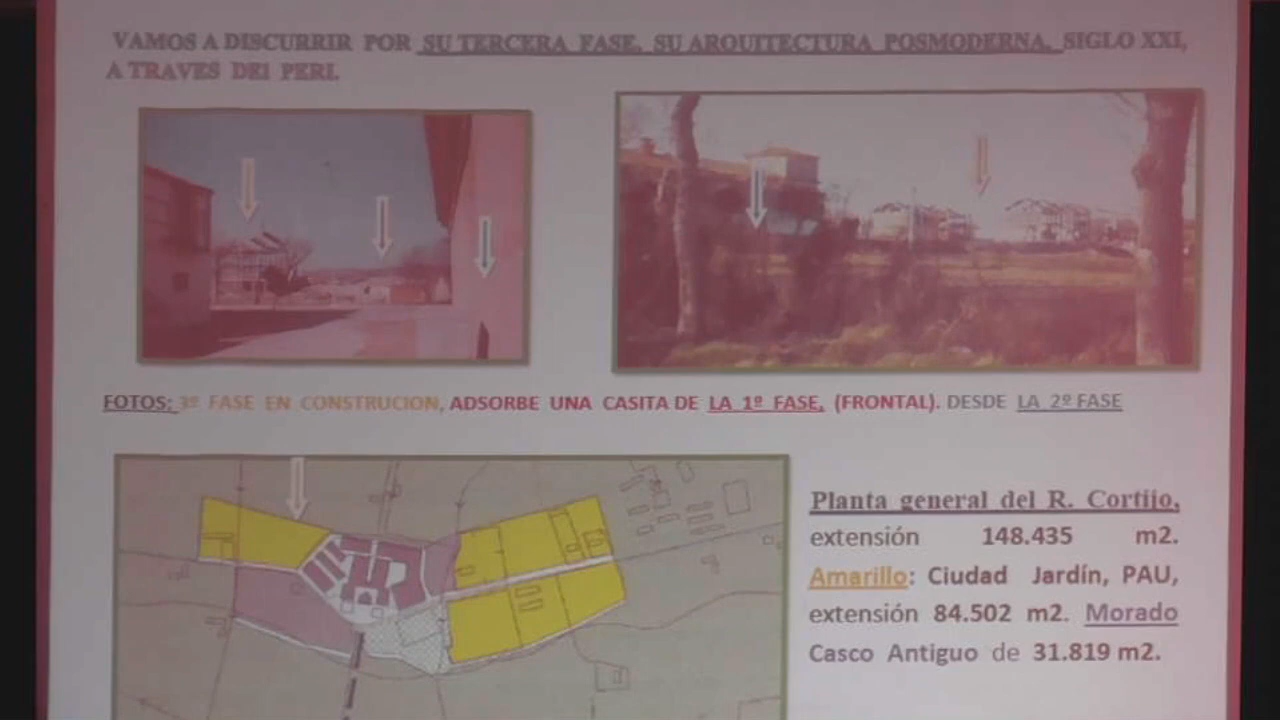 VAMOS A DISCURRIR POR SU TERCERA FASE, SU ARQUITECTURA POSMODERNA, SIGLO XXI,
A TRAVES DEl PERI.
FOTOS: 3ª FASE EN CONSTRUCION, ADSORBE UNA CASITA DE LA 1ª FASE, (FRONTAL). DESDE LA 2ª FASE
Planta general del R. Cortijo,
extensión 148.435 m2.
Amarillo: Ciudad Jardín, PAU,
extensión 84.502 m2. Morado
Casco Antiguo de 31.819 m2.